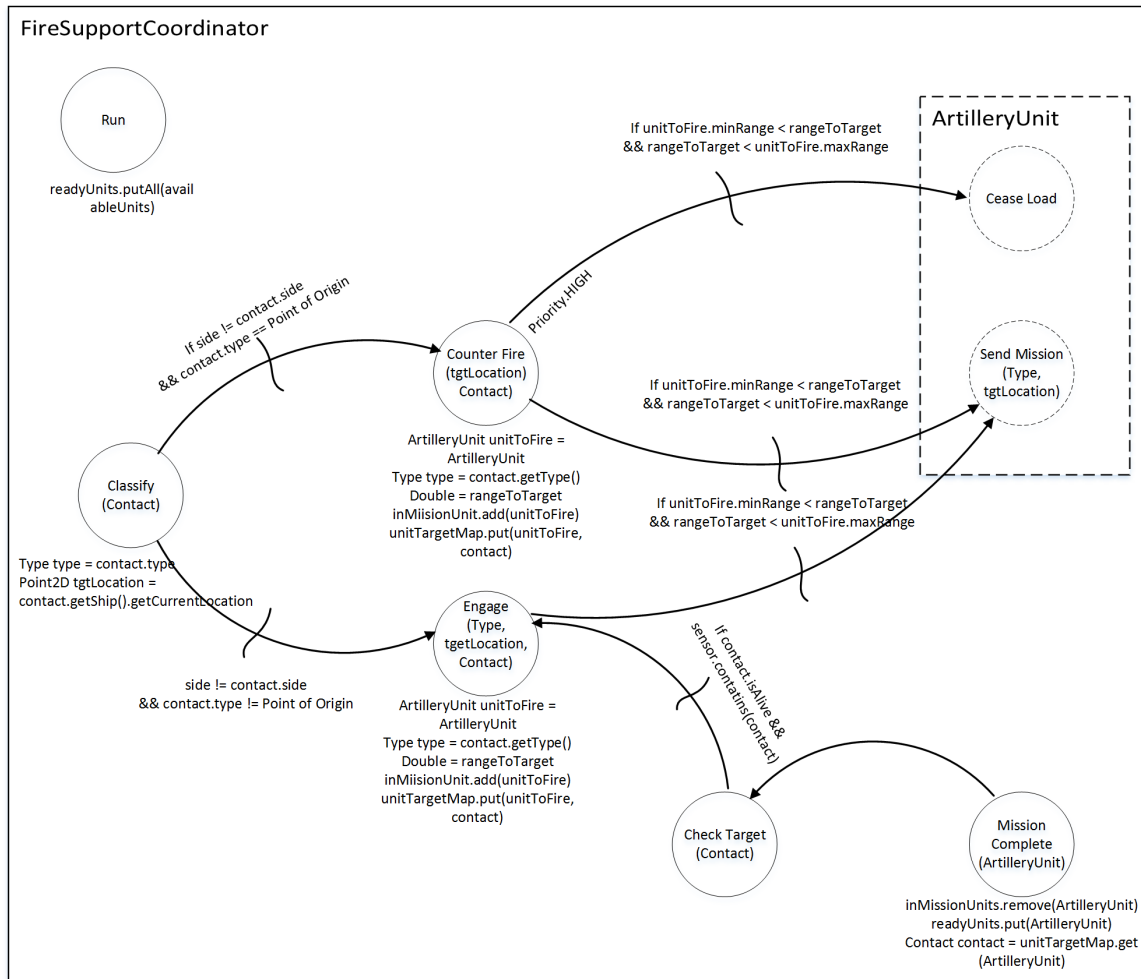 FireSupportCoordinator
Run
readyUnits.putAll(avail
ableUnits)
If unitToFire.minRange < rangeToTarget
&& rangeToTarget < unitToFire.maxRange
ArtilleryUnit
Cease Load
Priority.HIGH
If side != contact.side
&& contact.type == Point of Origin
Counter Fire
(tgtLocation)
Contact)
Send Mission
(Type,
tgtLocation)
If unitToFire.minRange < rangeToTarget
&& rangeToTarget < unitToFire.maxRange
ArtilleryUnit unitToFire =
ArtilleryUnit
Type type = contact.getType()
Double = rangeToTarget
inMiisionUnit.add(unitToFire)
unitTargetMap.put(unitToFire,
contact)
Classify
(Contact)
If unitToFire.minRange < rangeToTarget
&& rangeToTarget < unitToFire.maxRange
Type type = contact.type
Point2D tgtLocation =
contact.getShip().getCurrentLocation
Engage
(Type,
tgetLocation,
Contact)
side != contact.side
&& contact.type != Point of Origin
If contact.isAlive &&
sensor.contatins(contact)
ArtilleryUnit unitToFire =
ArtilleryUnit
Type type = contact.getType()
Double = rangeToTarget
inMiisionUnit.add(unitToFire)
unitTargetMap.put(unitToFire,
contact)
Check Target
(Contact)
Mission
Complete
(ArtilleryUnit)
inMissionUnits.remove(ArtilleryUnit)
readyUnits.put(ArtilleryUnit)
Contact contact = unitTargetMap.get
(ArtilleryUnit)